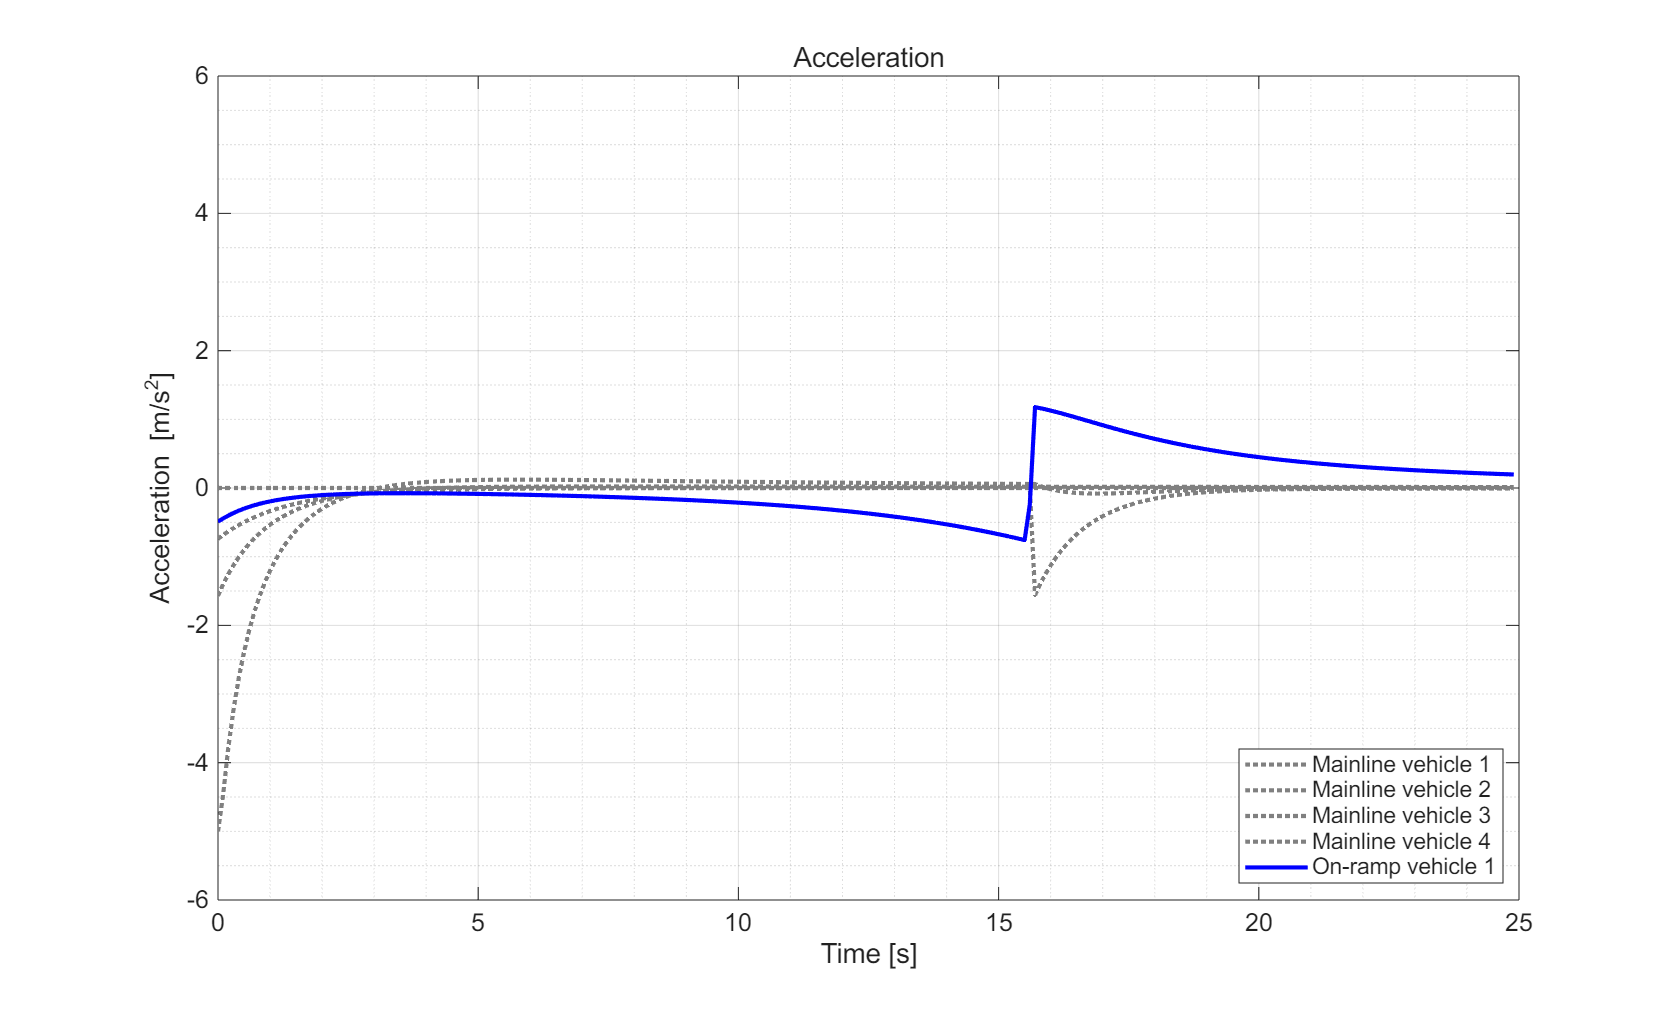 Acceleration
6
4
2
0
-2
-4
-6
Acceleration [m/s²]
0 5 10 15 20 25
Time [s]
Mainline vehicle 1
Mainline vehicle 2
Mainline vehicle 3
Mainline vehicle 4
On-ramp vehicle 1